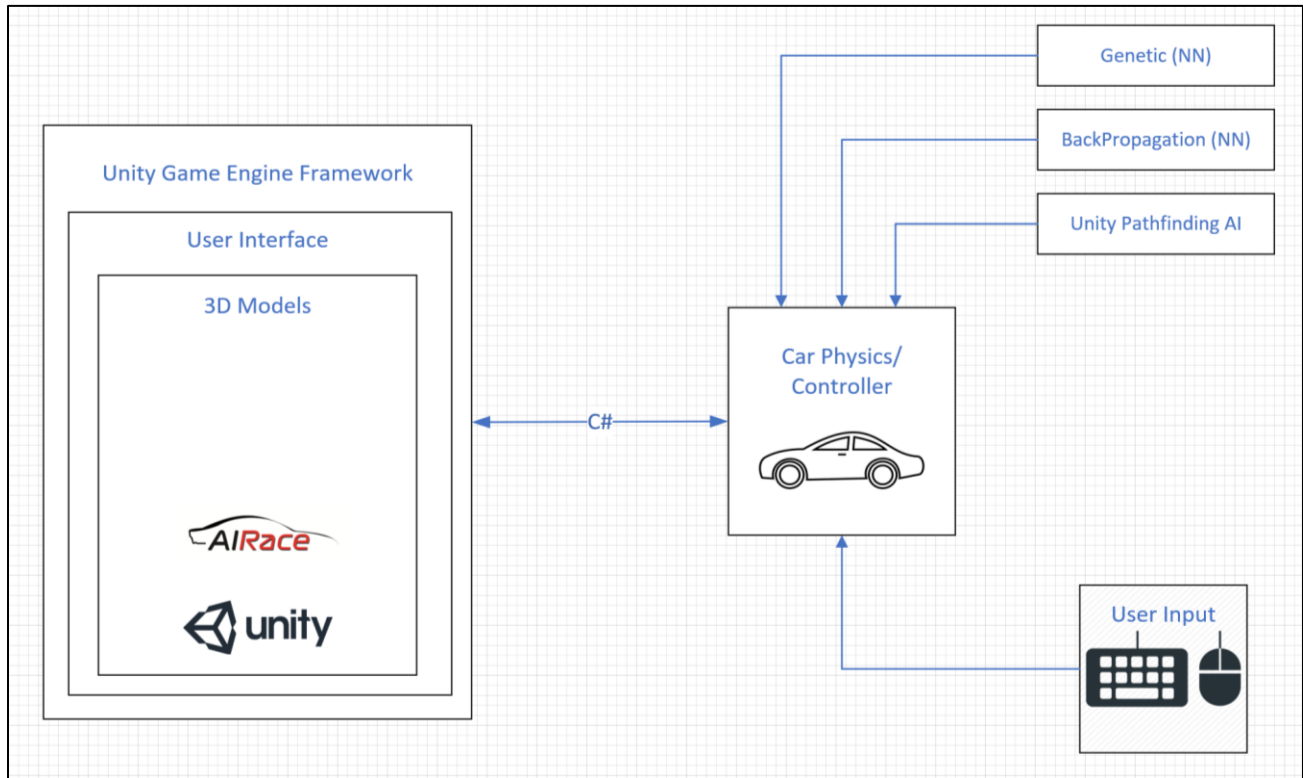 Unity Game Engine Framework
User Interface
3D Models
AIRace
unity
C#
Genetic (NN)
BackPropagation (NN)
Unity Pathfinding AI
Car Physics/
Controller
User Input